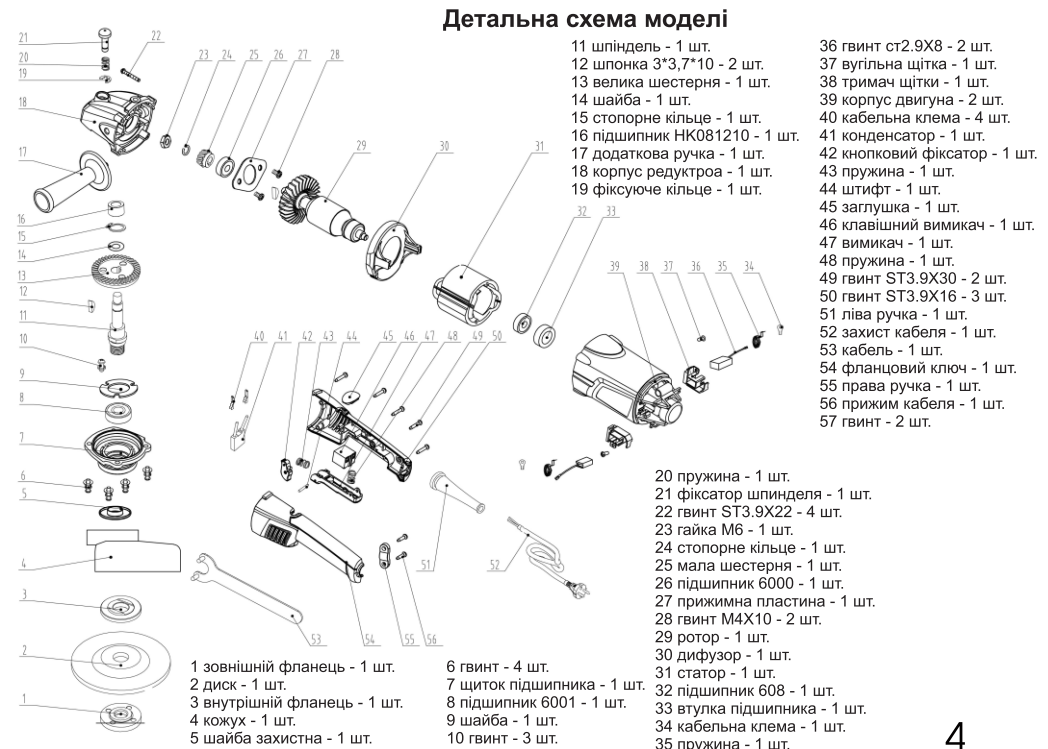 Детальна схема моделі
11 шпіндель - 1 шт.
12 шпонка 3*3,7*10 - 2 шт.
13 велика шестерня - 1 шт.
14 шайба - 1 шт.
15 стопорне кільце - 1 шт.
16 підшипник HK081210 - 1 шт.
17 додаткова ручка - 1 шт.
18 корпус редуктроа - 1 шт.
19 фіксуюче кільце - 1 шт.
36 гвинт ст2.9X8 - 2 шт.
37 вугільна щітка - 1 шт.
38 тримач щітки - 1 шт.
39 корпус двигуна - 2 шт.
40 кабельна клема - 4 шт.
41 конденсатор - 1 шт.
42 кнопковий фіксатор - 1 шт.
43 пружина - 1 шт.
44 штифт - 1 шт.
45 заглушка - 1 шт.
46 клавішний вимикач - 1 шт.
47 вимикач - 1 шт.
48 пружина - 1 шт.
49 гвинт ST3.9X30 - 2 шт.
50 гвинт ST3.9X16 - 3 шт.
51 ліва ручка - 1 шт.
52 захист кабеля - 1 шт.
53 кабель - 1 шт.
54 фланцовий ключ - 1 шт.
55 права ручка - 1 шт.
56 прижим кабеля - 1 шт.
57 гвинт - 2 шт.
21
22
20
19
23
24
25
26
27
28
18
29
30
31
17
16
15
14
13
12
11
10
9
8
7
6
5
4
3
2
1
32
33
39
38
37
36
35
34
40
41
42
43
44
45
46
47
48
49
50
51
52
53
54
55
56
20 пружина - 1 шт.
21 фіксатор шпинделя - 1 шт.
22 гвинт ST3.9X22 - 4 шт.
23 гайка М6 - 1 шт.
24 стопорне кільце - 1 шт.
25 мала шестерня - 1 шт.
26 підшипник 6000 - 1 шт.
27 прижимна пластина - 1 шт.
28 гвинт M4X10 - 2 шт.
29 ротор - 1 шт.
30 дифузор - 1 шт.
31 статор - 1 шт.
32 підшипник 608 - 1 шт.
33 втулка підшипника - 1 шт.
34 кабельна клема - 1 шт.
35 пружина - 1 шт.
1 зовнішній фланець - 1 шт.
2 диск - 1 шт.
3 внутрішній фланець - 1 шт.
4 кожух - 1 шт.
5 шайба захистна - 1 шт.
6 гвинт - 4 шт.
7 щиток підшипника - 1 шт.
8 підшипник 6001 - 1 шт.
9 шайба - 1 шт.
10 гвинт - 3 шт.
4